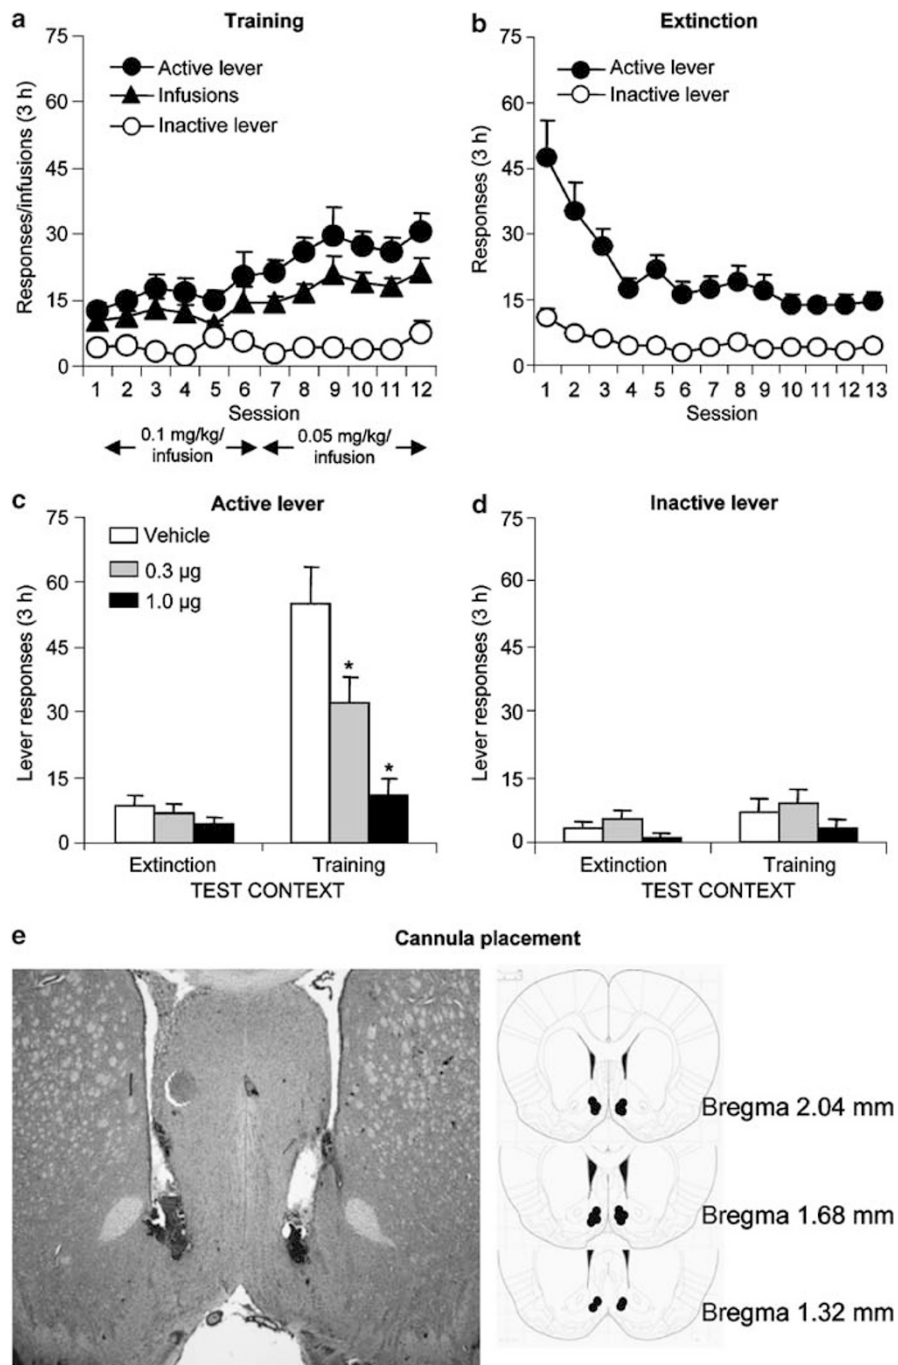 a
Training
75
60
45
30
15
0
Responses/infusions (3 h)
Active lever
Infusions
Inactive lever
1 2 3 4 5 6 7 8 9 10 11 12
Session
0.1 mg/kg/
infusion
0.05 mg/kg/
infusion
b
Extinction
75
60
45
30
15
0
Responses (3 h)
Active lever
Inactive lever
1 2 3 4 5 6 7 8 9 10 11 12 13
Session
c
Active lever
75
60
45
30
15
0
Lever responses (3 h)
Vehicle
0.3 µg
1.0 µg
*
*
Extinction Training
TEST CONTEXT
d
Inactive lever
75
60
45
30
15
0
Lever responses (3 h)
Extinction Training
TEST CONTEXT
e
Cannula placement
Bregma 2.04 mm
Bregma 1.68 mm
Bregma 1.32 mm